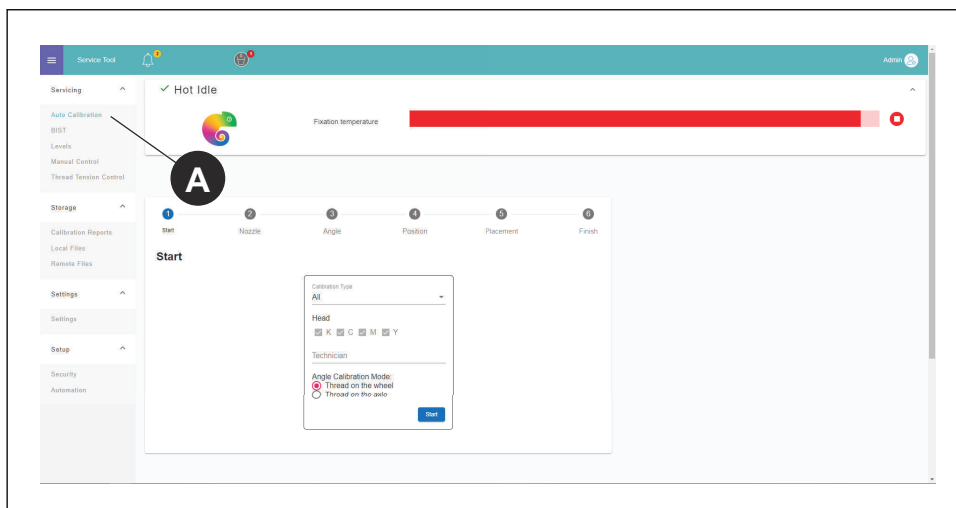 Service Tool
2
1
Admin
Servicing
Auto Calibration
BIST
Levels
Manual Control
Thread Tension Control
Storage
Calibration Reports
Local Files
Remote Files
Settings
Settings
Setup
Security
Automation
Hot Idle
Fixation temperature
A
1 2 3 4 5 6
Start Nozzle Angle Position Placement Finish
Start
Calibration Type
All
Head
K C M Y
Technician
Angle Calibration Mode:
Thread on the wheel
Thread on the axle
Start